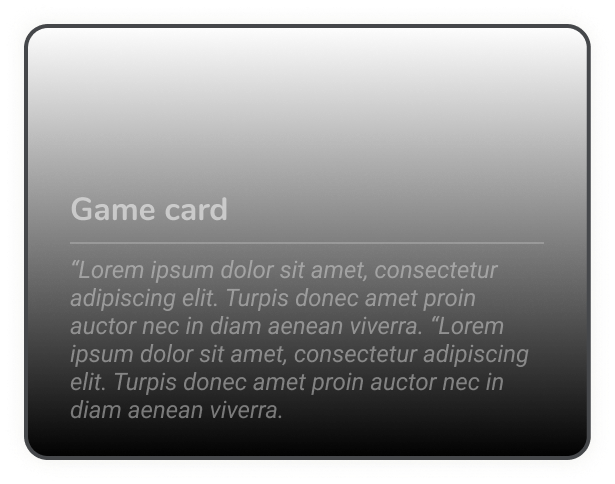 Game card
“Lorem ipsum dolor sit amet, consectetur
adipiscing elit. Turpis donec amet proin
auctor nec in diam aenean viverra. “Lorem
ipsum dolor sit amet, consectetur adipiscing
elit. Turpis donec amet proin auctor nec in
diam aenean viverra.